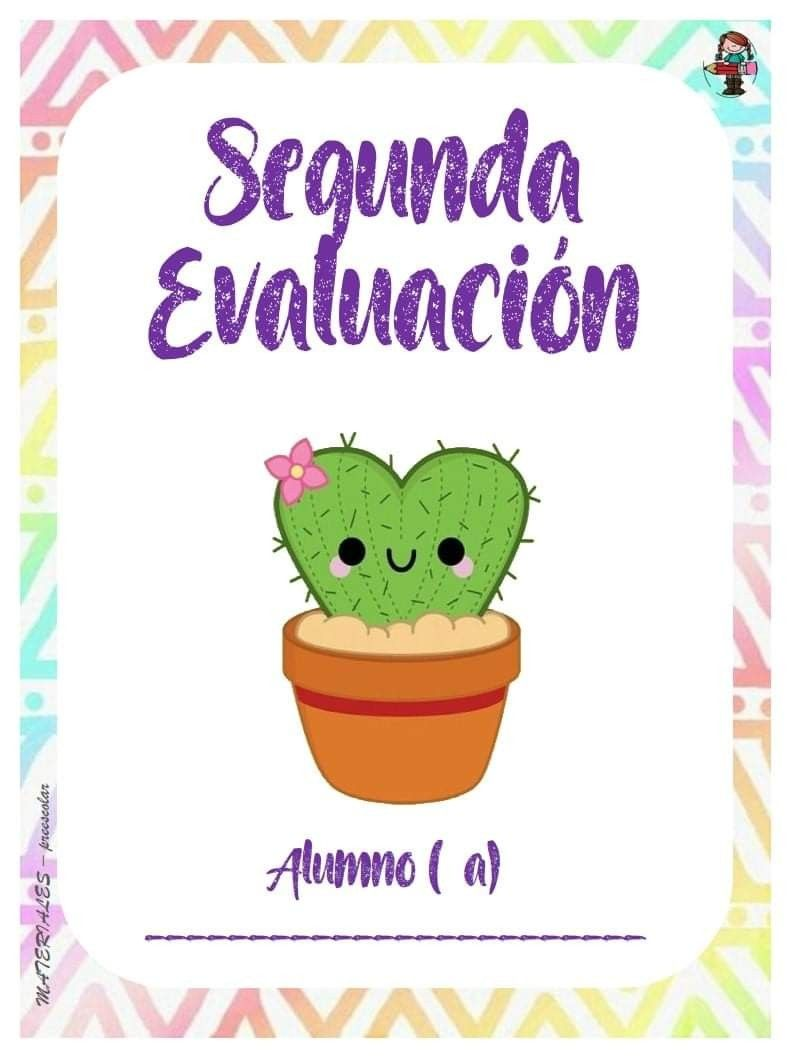 Segunda
Evaluación
Alumno ( a)
MATERIALES – preescolar